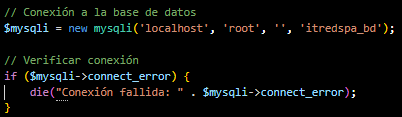 // Conexión a la base de datos
$mysqli = new mysqli('localhost', 'root', '', 'itredspa_bd');
// Verificar conexión
if ($mysqli->connect_error) {
die("Conexión fallida: " . $mysqli->connect_error);
}